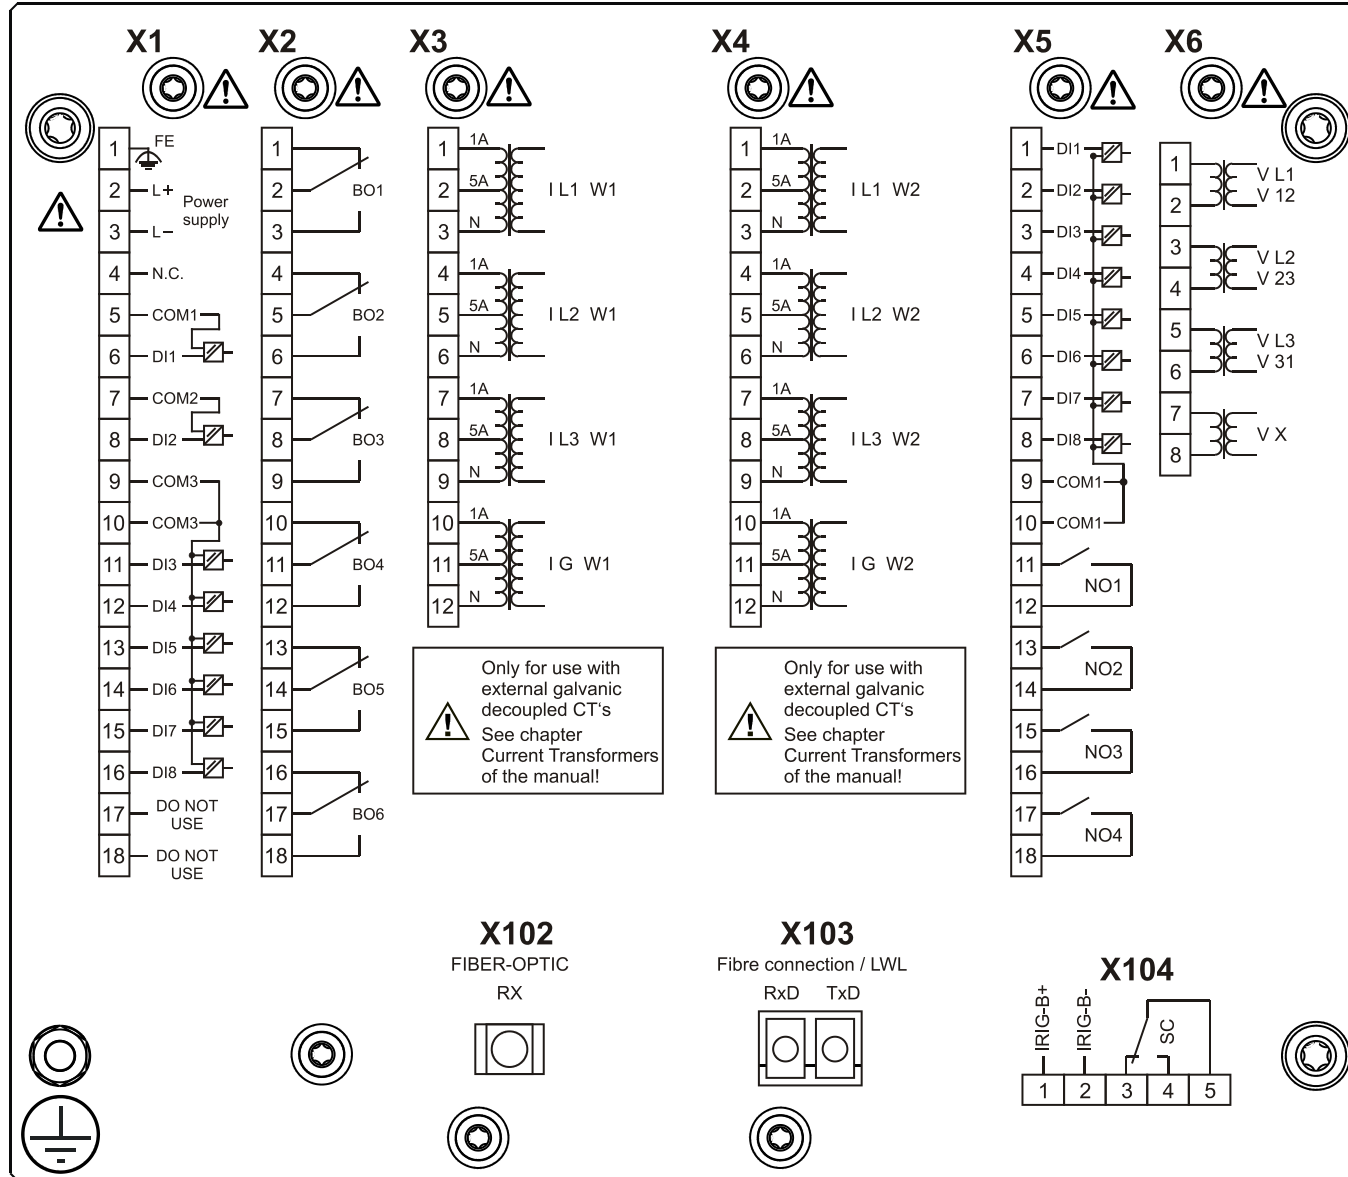 X1 X2 X3 X4 X5 X6
1 FE
2 L+ Power
supply
3 L−
4 N.C.
5 COM1
6 DI1
7 COM2
8 DI2
9 COM3
10 COM3
11 DI3
12 DI4
13 DI5
14 DI6
15 DI7
16 DI8
17 DO NOT
USE
18 DO NOT
USE
1
2 BO1
3
4
5 BO2
6
7
8 BO3
9
10
11 BO4
12
13
14 BO5
15
16
17 BO6
18
1 1A
2 5A I L1 W1
3 N
4 1A
5 5A I L2 W1
6 N
7 1A
8 5A I L3 W1
9 N
10 1A
11 5A I G W1
12 N
Only for use with
external galvanic
decoupled CT‘s
See chapter
Current Transformers
of the manual!
1 1A
2 5A I L1 W2
3 N
4 1A
5 5A I L2 W2
6 N
7 1A
8 5A I L3 W2
9 N
10 1A
11 5A I G W2
12 N
Only for use with
external galvanic
decoupled CT‘s
See chapter
Current Transformers
of the manual!
1 DI1
2 DI2
3 DI3
4 DI4
5 DI5
6 DI6
7 DI7
8 DI8
9 COM1
10 COM1
11
NO1
12
13
NO2
14
15
NO3
16
17
NO4
18
1 V L1
2 V 12
3 V L2
4 V 23
5 V L3
6 V 31
7
V X
8
X102
FIBER-OPTIC
RX
X103
Fibre connection / LWL
RxD TxD
X104
IRIG-B+
IRIG-B-
SC
1 2 3 4 5